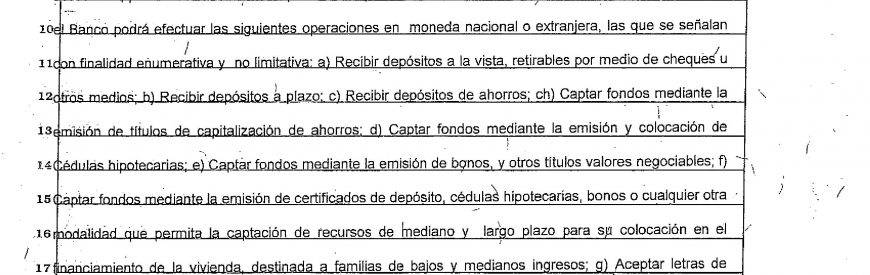 10 el Banco podrá efectuar las siguientes operaciones en moneda nacional o extranjera, las que se señalan
11 con finalidad enumerativa y no limitativa: a) Recibir depósitos a la vista, retirables por medio de cheques u
12 otros medios; b) Recibir depósitos a plazo; c) Recibir depósitos de ahorros; ch) Captar fondos mediante la
13 emisión de títulos de capitalización de ahorros; d) Captar fondos mediante la emisión y colocación de
14 Cédulas hipotecarias; e) Captar fondos mediante la emisión de bonos, y otros títulos valores negociables; f)
15 Captar fondos mediante la emisión de certificados de depósito, cédulas hipotecarias, bonos o cualquier otra
16 modalidad que permita la captación de recursos de mediano y largo plazo para su colocación en el
17 financiamiento de la vivienda, destinada a familias de bajos y medianos ingresos; g) Aceptar letras de